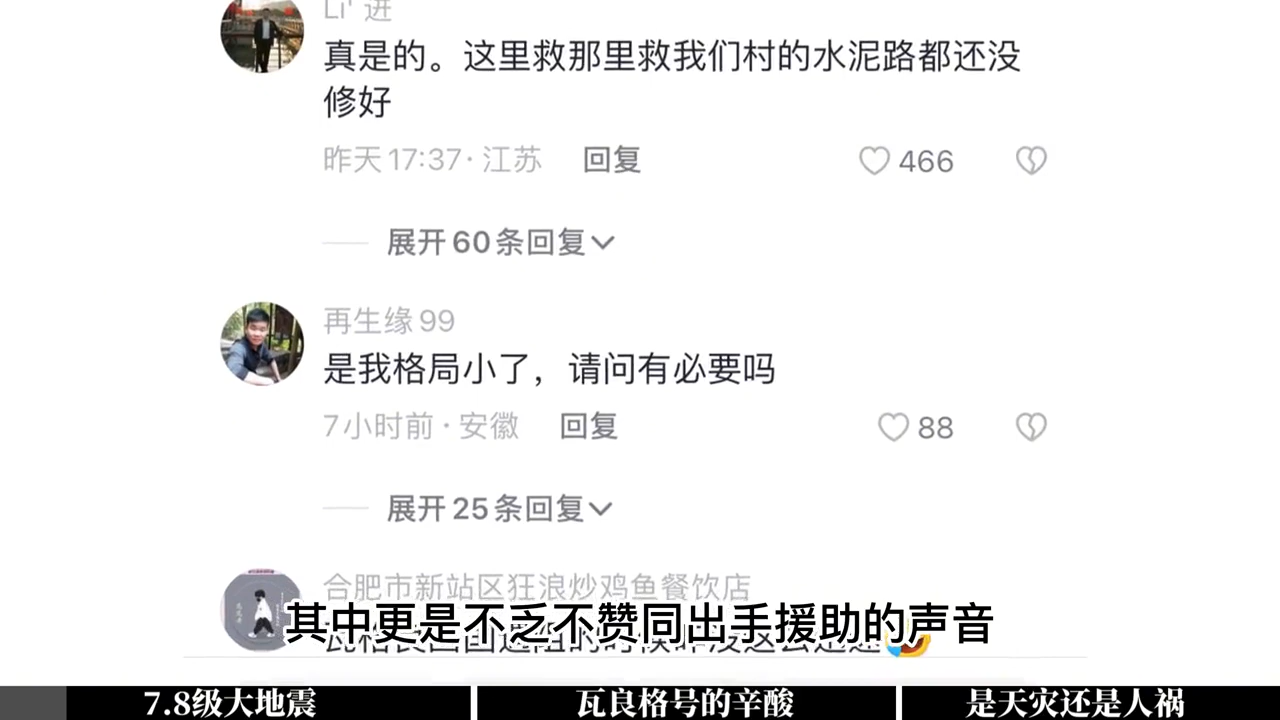 Li' 进
真是的。这里救那里救我们村的水泥路都还没
修好
昨天 17:37· 江苏 回复 466
展开 60 条回复
再生缘 99
是我格局小了，请问有必要吗
7小时前 · 安徽 回复 88
展开 25 条回复
合肥市新站区狂浪炒鸡鱼餐饮店
其中更是不乏不赞同出手援助的声音
7.8级大地震 瓦良格号的辛酸 是天灾还是人祸